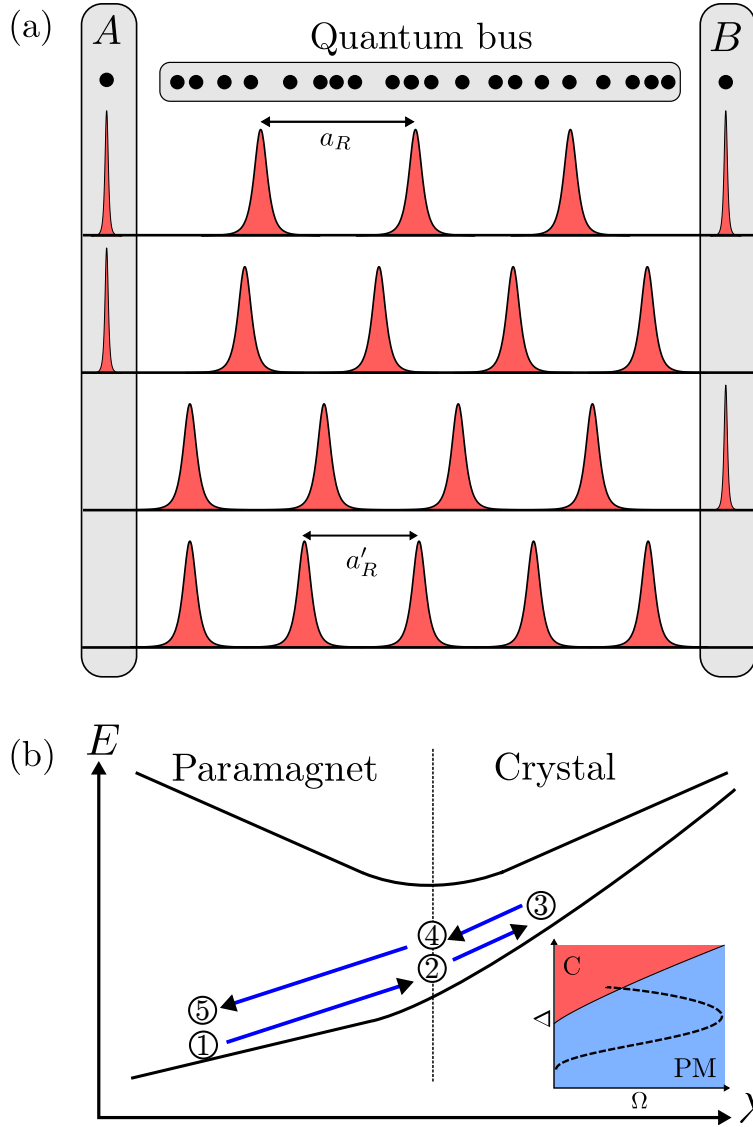 (a)
A
Quantum bus
B
a_R
a'_R
(b)
E
Paramagnet
Crystal
③
④
②
⑤
①
C
Δ
PM
Ω
λ